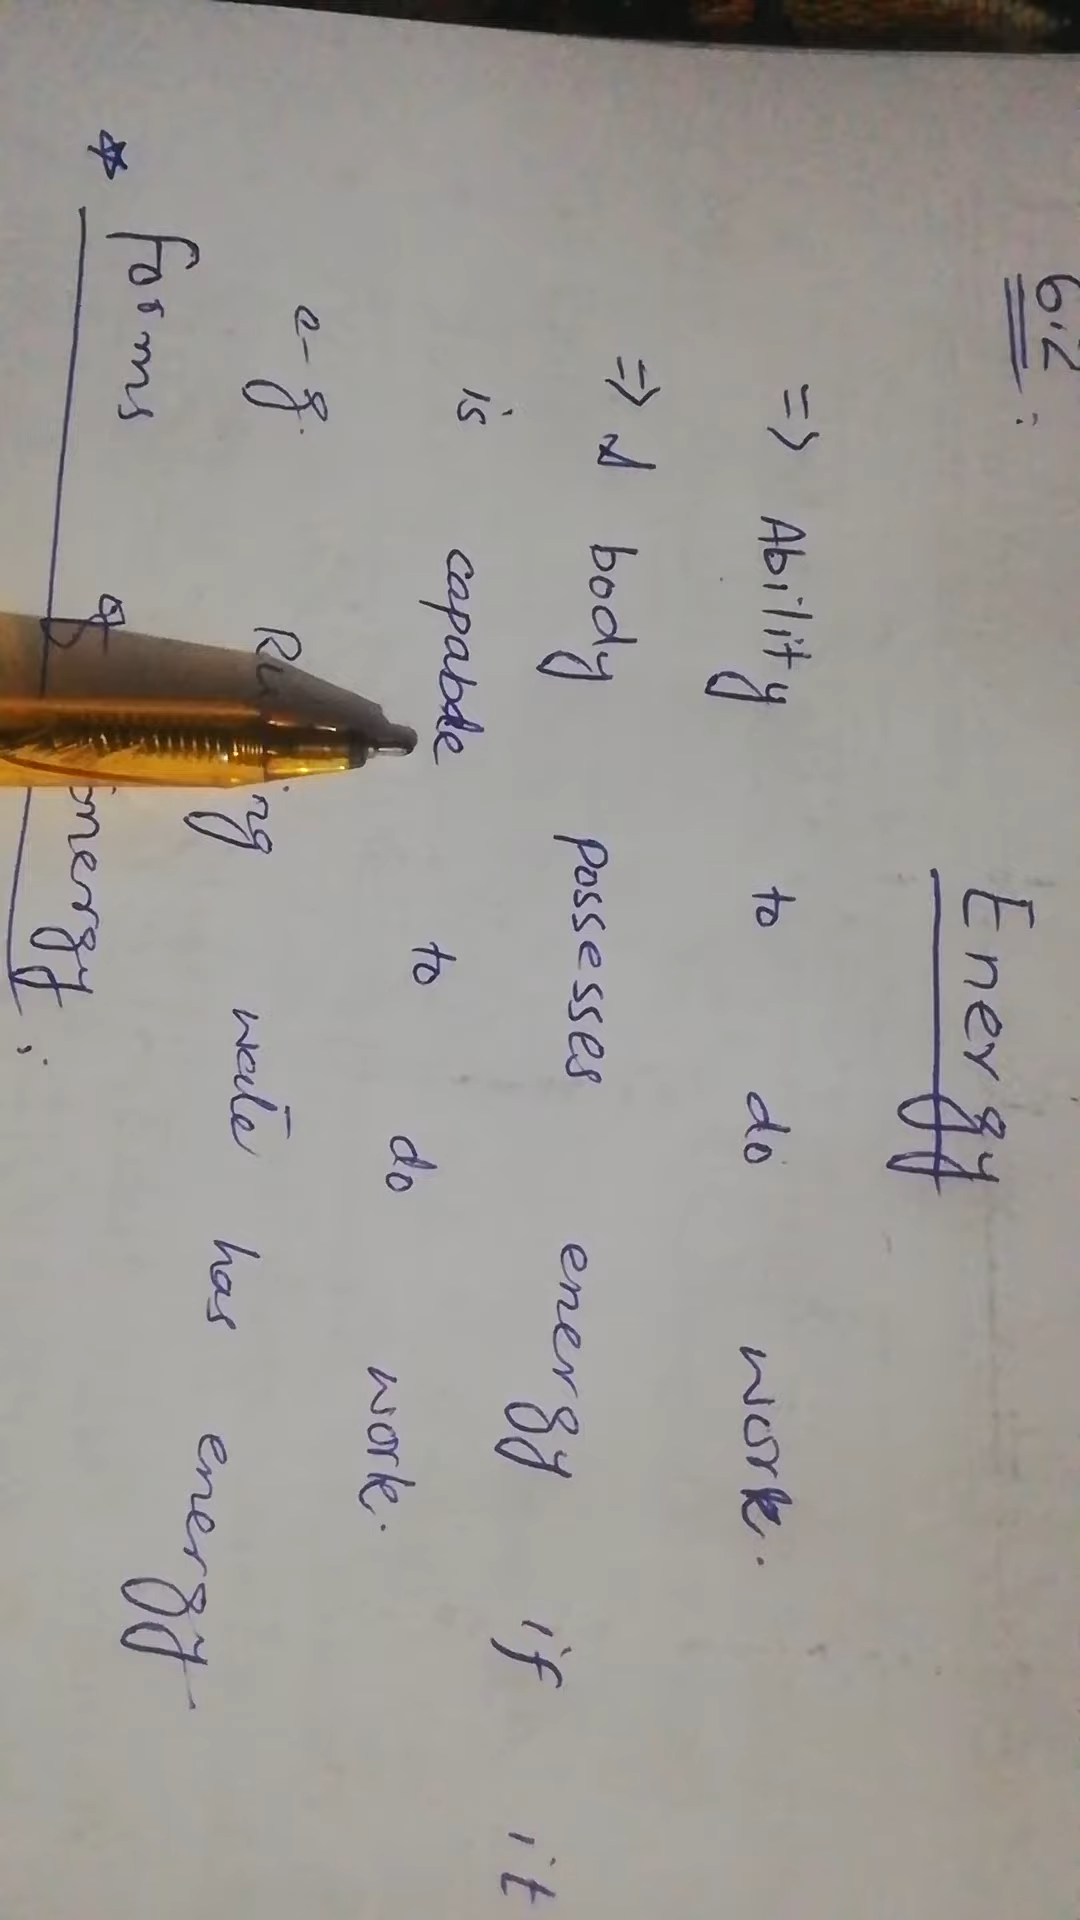 6.2:
Energy
=> Ability to do work.
=> A body possesses energy if it
is capable to do work.
e-g. has energy
* Forms of energy: